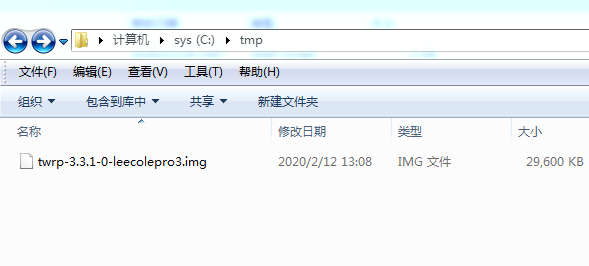 计算机 ▸ sys (C:) ▸ tmp
文件(F) 编辑(E) 查看(V) 工具(T) 帮助(H)
组织 包含到库中 共享 新建文件夹
名称 修改日期 类型 大小
twrp-3.3.1-0-leecolepro3.img 2020/2/12 13:08 IMG 文件 29,600 KB